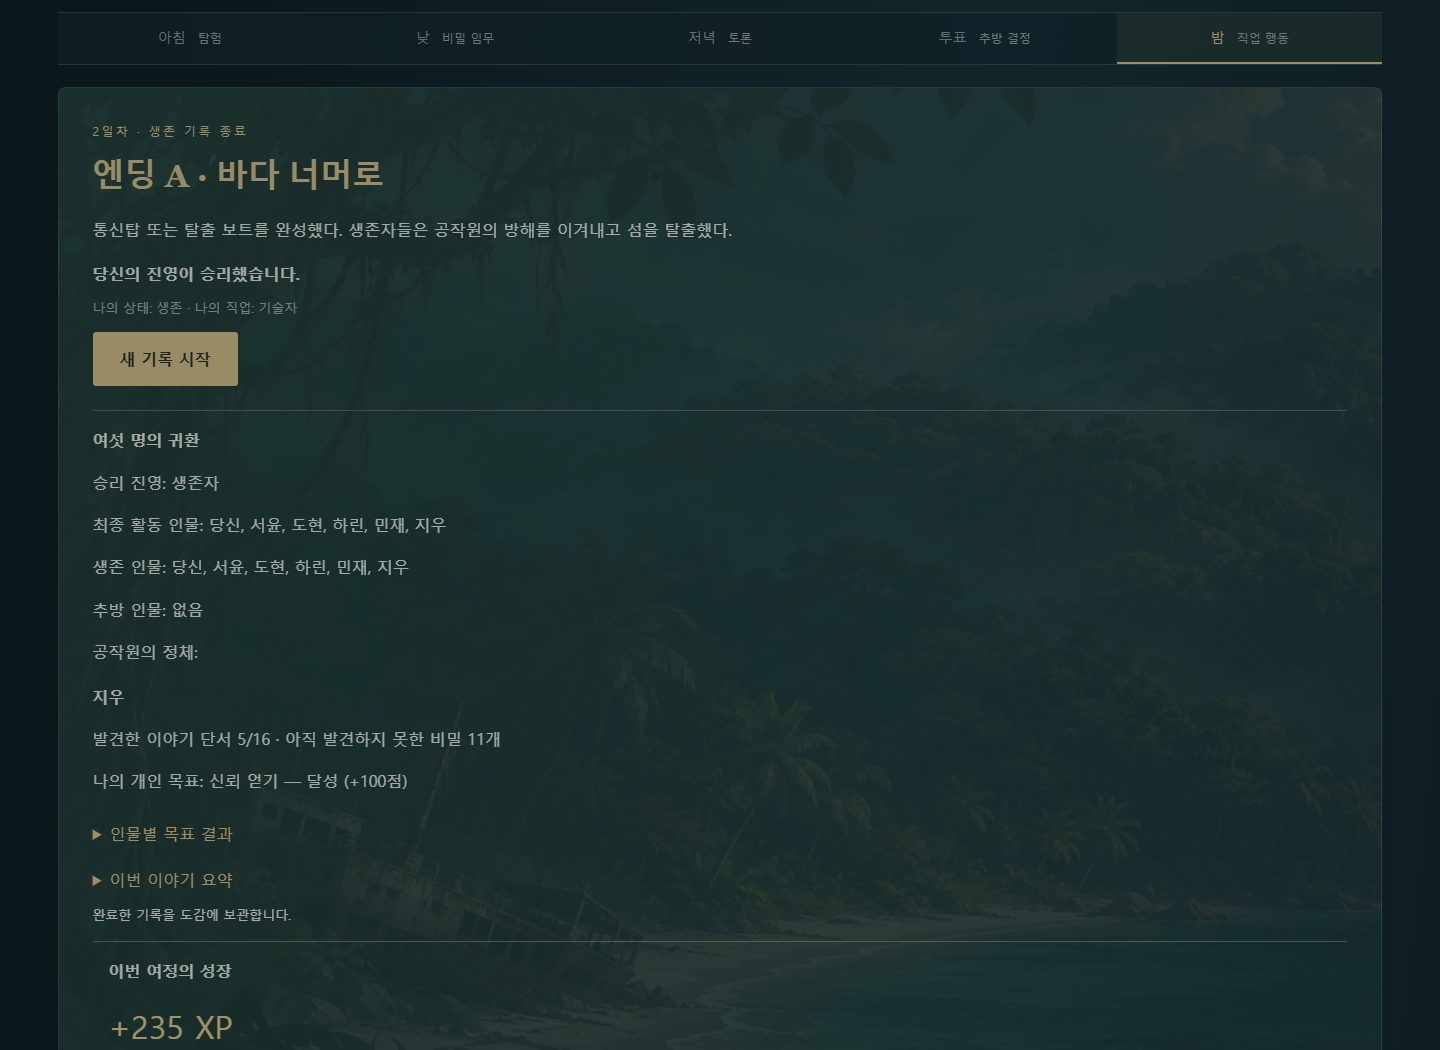 아침 탐험 낮 비밀 임무 저녁 토론 투표 추방 결정 밤 직업 행동
2일차 · 생존 기록 종료
엔딩 A · 바다 너머로
통신탑 또는 탈출 보트를 완성했다. 생존자들은 공작원의 방해를 이겨내고 섬을 탈출했다.
당신의 진영이 승리했습니다.
나의 상태: 생존 · 나의 직업: 기술자
새 기록 시작
여섯 명의 귀환
승리 진영: 생존자
최종 활동 인물: 당신, 서윤, 도현, 하린, 민재, 지우
생존 인물: 당신, 서윤, 도현, 하린, 민재, 지우
추방 인물: 없음
공작원의 정체:
지우
발견한 이야기 단서 5/16 · 아직 발견하지 못한 비밀 11개
나의 개인 목표: 신뢰 얻기 — 달성 (+100점)
▶ 인물별 목표 결과
▶ 이번 이야기 요약
완료한 기록을 도감에 보관합니다.
이번 여정의 성장
+235 XP